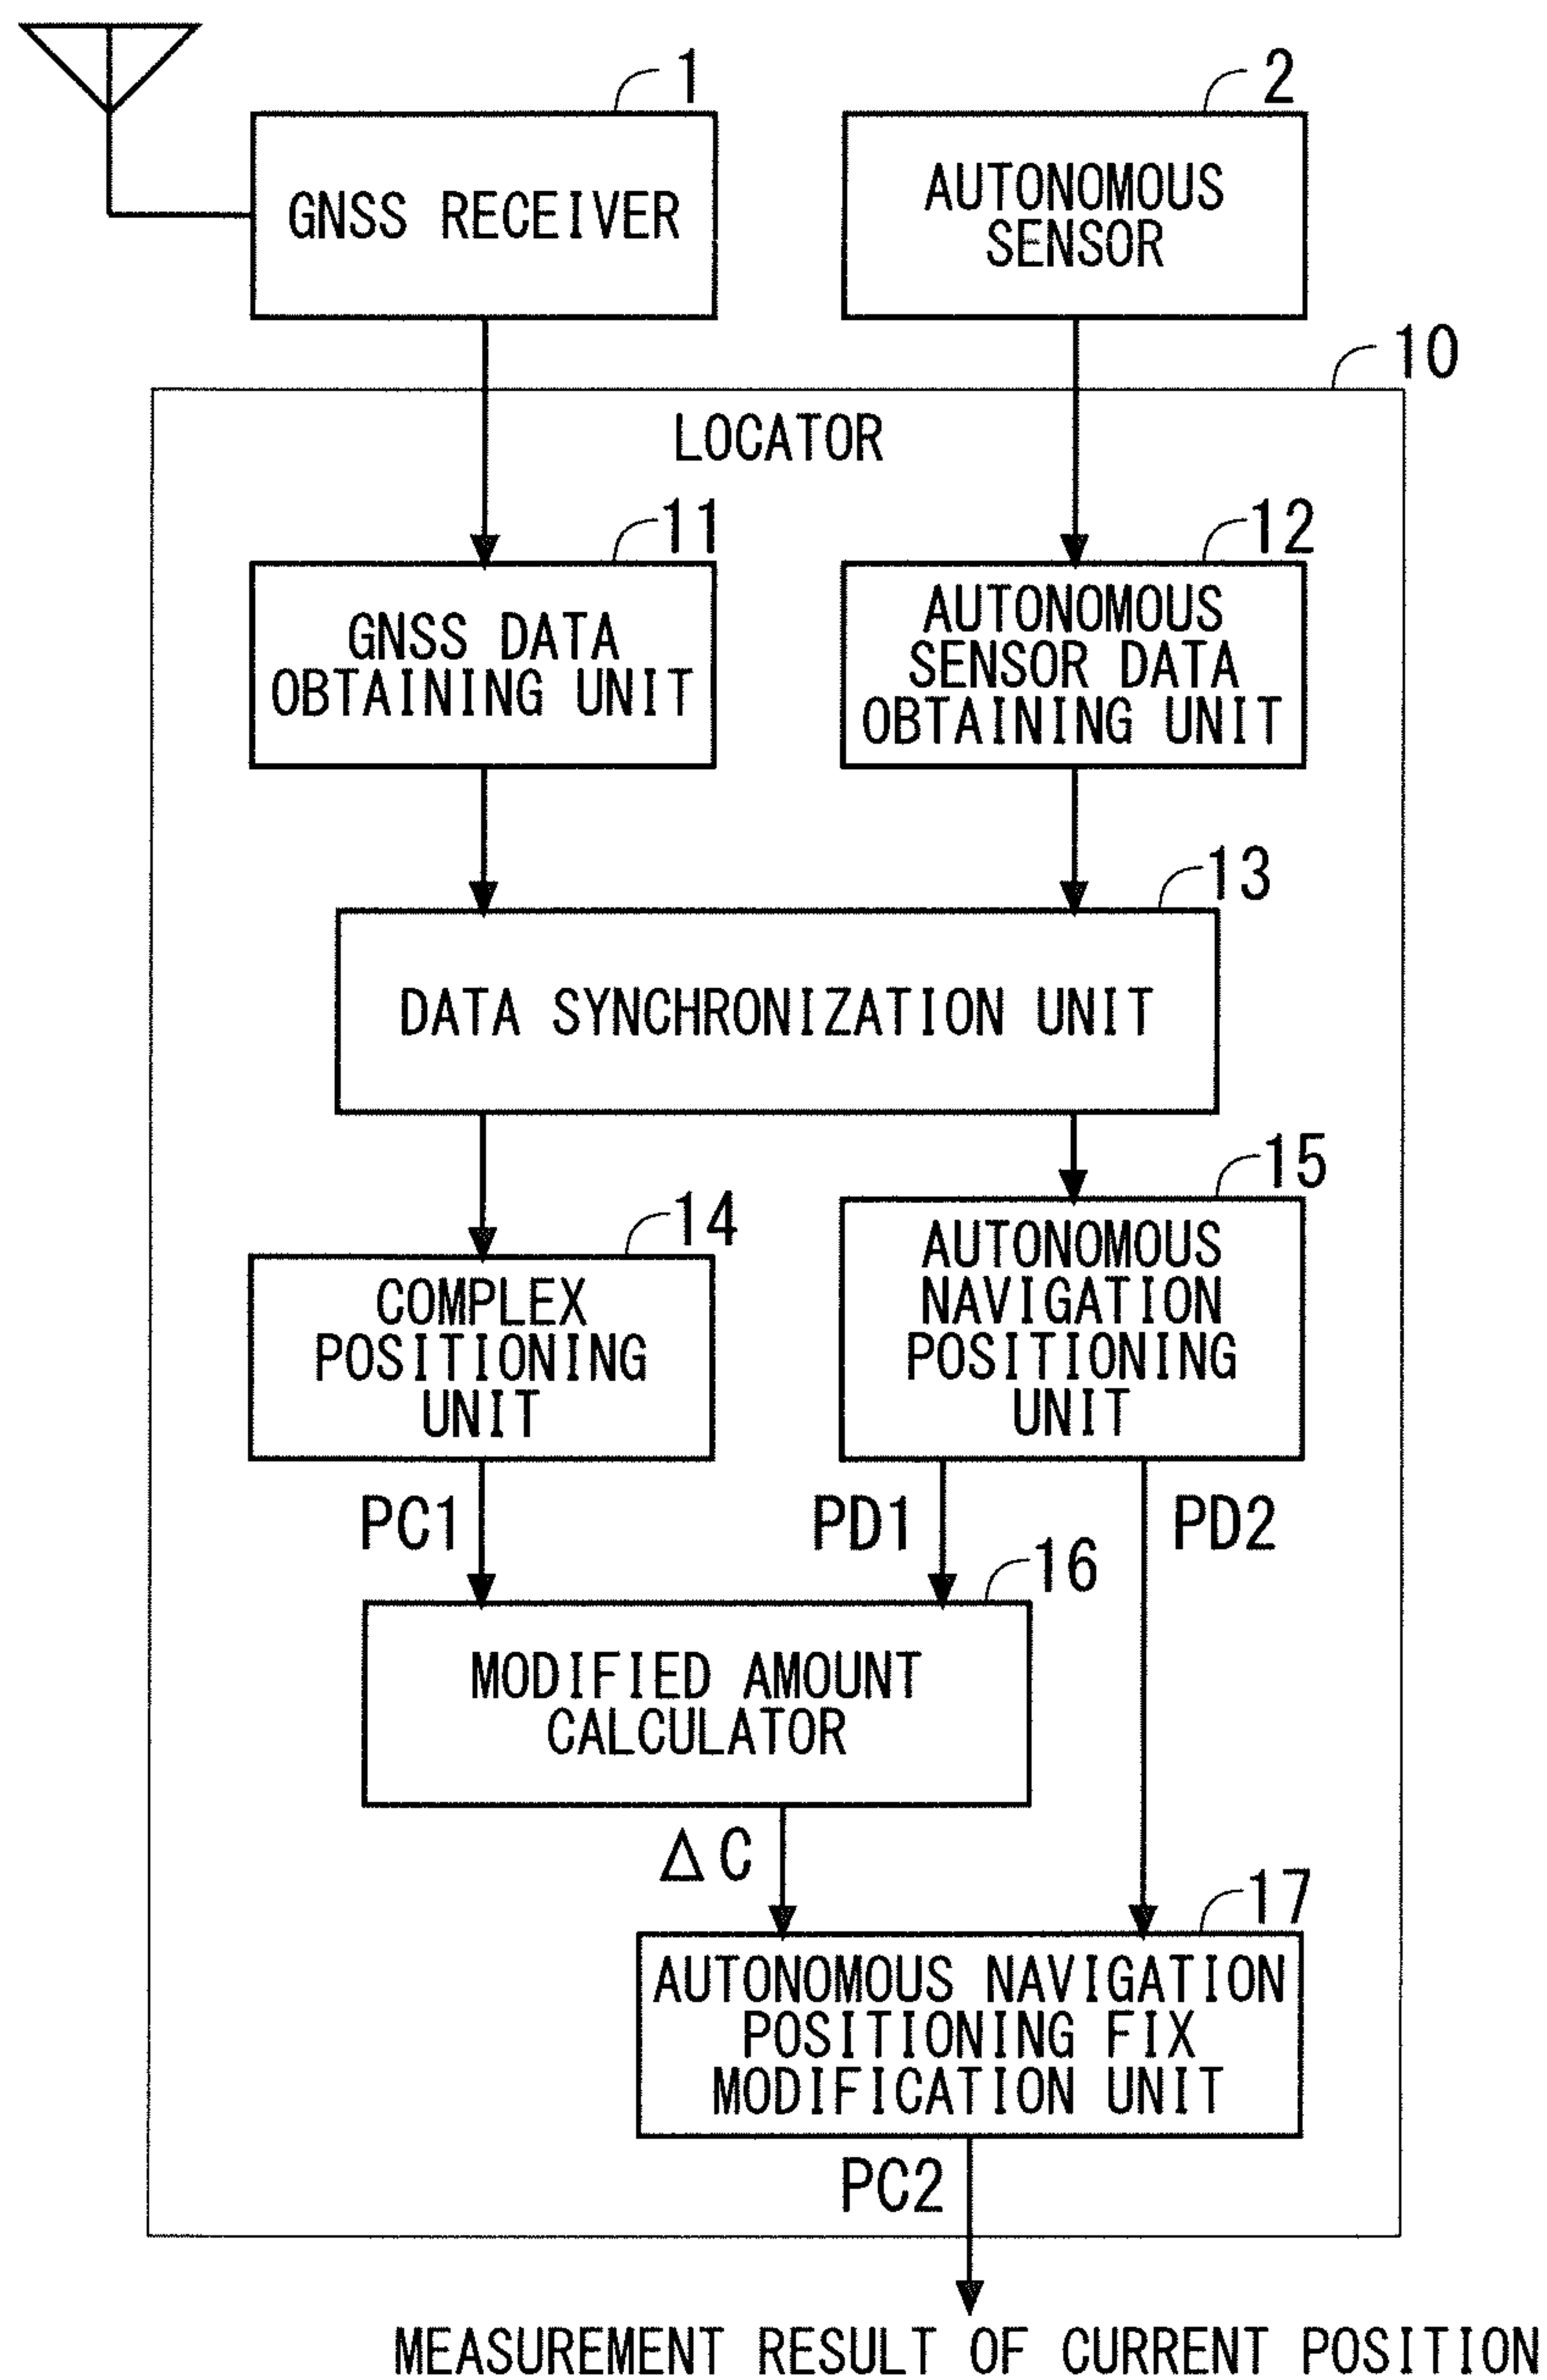 1
2
GNSS RECEIVER
AUTONOMOUS
SENSOR
10
LOCATOR
11
12
GNSS DATA
OBTAINING UNIT
AUTONOMOUS
SENSOR DATA
OBTAINING UNIT
13
DATA SYNCHRONIZATION UNIT
14
15
COMPLEX
POSITIONING
UNIT
AUTONOMOUS
NAVIGATION
POSITIONING
UNIT
PC1
PD1
PD2
16
MODIFIED AMOUNT
CALCULATOR
ΔC
17
AUTONOMOUS NAVIGATION
POSITIONING FIX
MODIFICATION UNIT
PC2
MEASUREMENT RESULT OF CURRENT POSITION